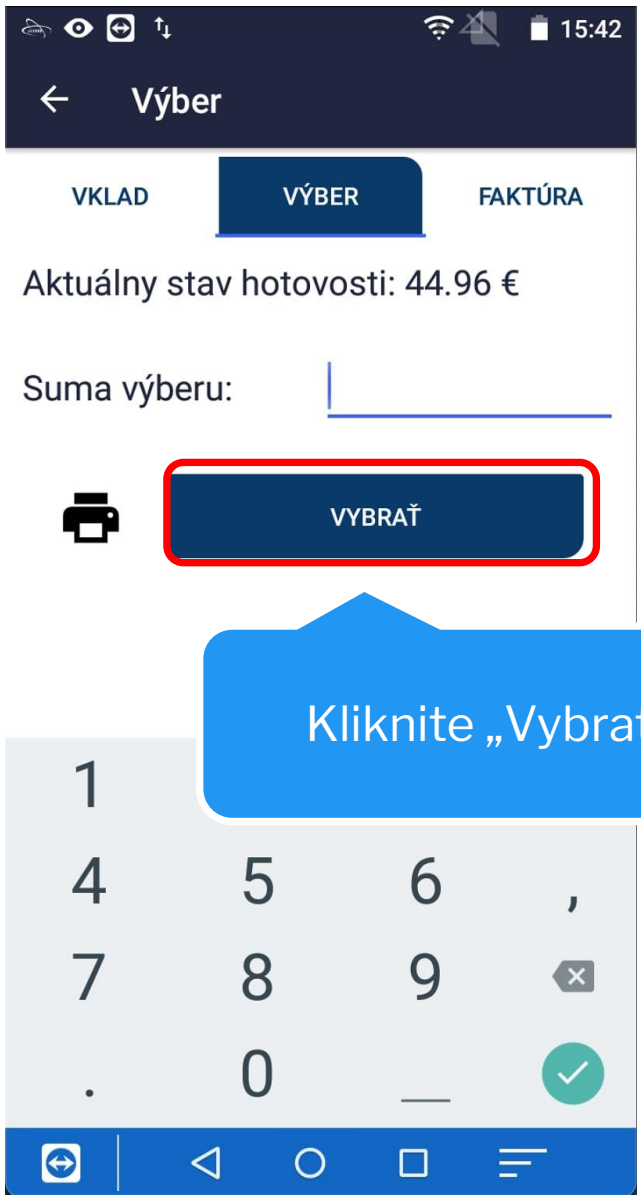 15:42
Výber
VKLAD VÝBER FAKTÚRA
Aktuálny stav hotovosti: 44.96 €
Suma výberu:
VYBRAŤ
Kliknite „Vybrať
1
4 5 6 ,
7 8 9
. 0 _